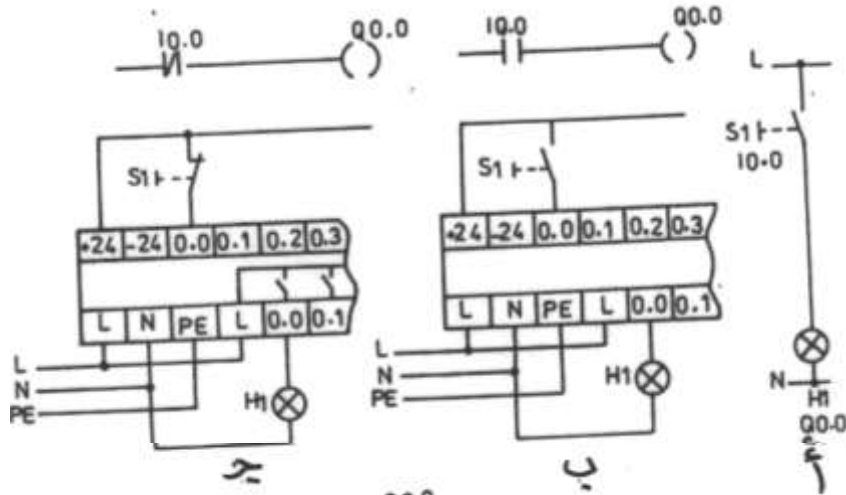 I0.0 Q0.0
S1
+24 -24 0.0 0.1 0.2 0.3
L N PE L 0.0 0.1
L
N
PE
H1
I0.0 Q0.0
S1
+24 -24 0.0 0.1 0.2 0.3
L N PE L 0.0 0.1
L
N
PE
H1
ب
L
S1
I0.0
N
H1
Q0.0